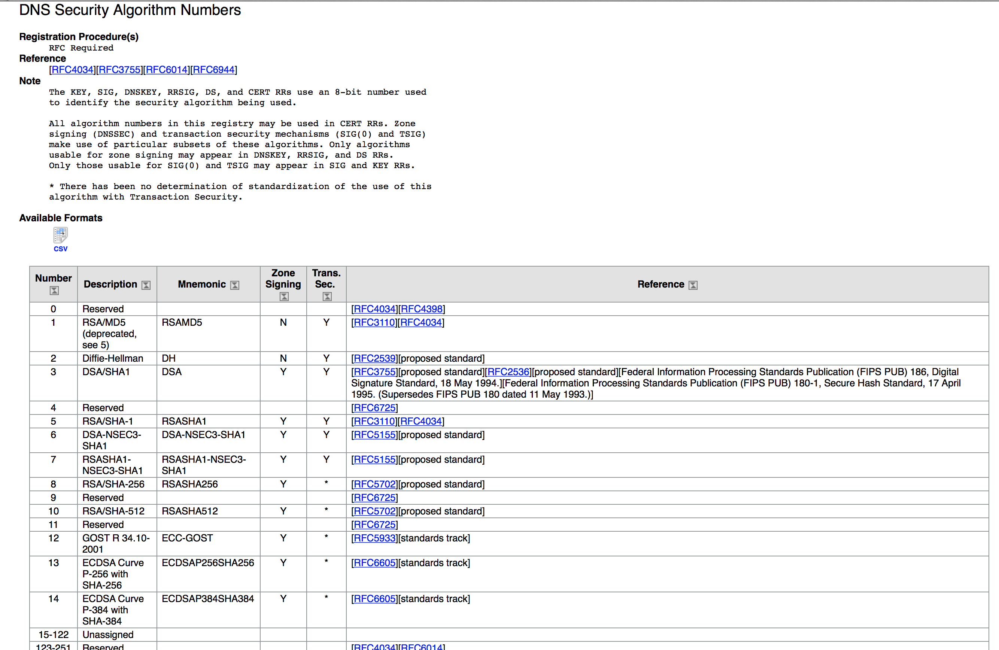 DNS Security Algorithm Numbers
Registration Procedure(s)
RFC Required
Reference
[RFC4034][RFC3755][RFC6014][RFC6944]
Note
The KEY, SIG, DNSKEY, RRSIG, DS, and CERT RRs use an 8-bit number used
to identify the security algorithm being used.
All algorithm numbers in this registry may be used in CERT RRs. Zone
signing (DNSSEC) and transaction security mechanisms (SIG(0) and TSIG)
make use of particular subsets of these algorithms. Only algorithms
usable for zone signing may appear in DNSKEY, RRSIG, and DS RRs.
Only those usable for SIG(0) and TSIG may appear in SIG and KEY RRs.
* There has been no determination of standardization of the use of this
algorithm with Transaction Security.
Available Formats
CSV
Number Description Mnemonic Zone Signing Trans. Sec. Reference
0 Reserved [RFC4034][RFC4398]
1 RSA/MD5 RSAMD5 N Y [RFC3110][RFC4034]
(deprecated,
see 5)
2 Diffie-Hellman DH N Y [RFC2539][proposed standard]
3 DSA/SHA1 DSA Y Y [RFC3755][proposed standard][RFC2536][proposed standard][Federal Information Processing Standards Publication (FIPS PUB) 186, Digital
Signature Standard, 18 May 1994.][Federal Information Processing Standards Publication (FIPS PUB) 180-1, Secure Hash Standard, 17 April
1995. (Supersedes FIPS PUB 180 dated 11 May 1993.)]
4 Reserved [RFC6725]
5 RSA/SHA-1 RSASHA1 Y Y [RFC3110][RFC4034]
6 DSA-NSEC3- DSA-NSEC3-SHA1 Y Y [RFC5155][proposed standard]
SHA1
7 RSASHA1- RSASHA1-NSEC3- Y Y [RFC5155][proposed standard]
NSEC3-SHA1 SHA1
8 RSA/SHA-256 RSASHA256 Y * [RFC5702][proposed standard]
9 Reserved [RFC6725]
10 RSA/SHA-512 RSASHA512 Y * [RFC5702][proposed standard]
11 Reserved [RFC6725]
12 GOST R 34.10- ECC-GOST Y * [RFC5933][standards track]
2001
13 ECDSA Curve ECDSAP256SHA256 Y * [RFC6605][standards track]
P-256 with
SHA-256
14 ECDSA Curve ECDSAP384SHA384 Y * [RFC6605][standards track]
P-384 with
SHA-384
15-122 Unassigned
123-251 Reserved [RFC4034][RFC6014]